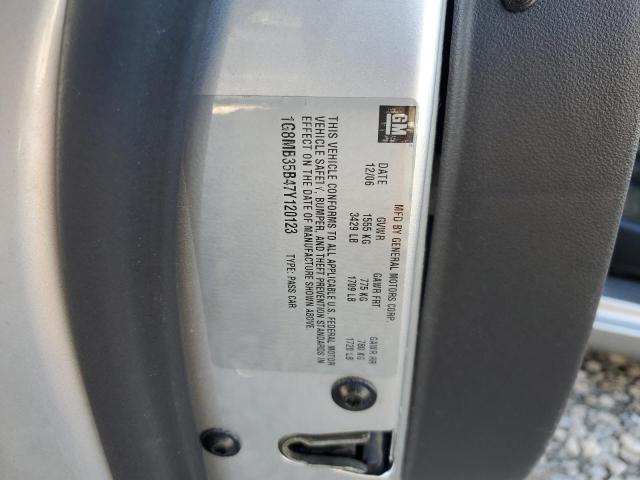 GM
MFD BY GENERAL MOTORS CORP.
DATE GVWR GAWR FRT GAWR RR
12/06 1555 KG 775 KG 780 KG
3429 LB 1709 LB 1720 LB
THIS VEHICLE CONFORMS TO ALL APPLICABLE U.S. FEDERAL MOTOR
VEHICLE SAFETY, BUMPER, AND THEFT PREVENTION STANDARDS IN
EFFECT ON THE DATE OF MANUFACTURE SHOWN ABOVE.
1G8MB35B47Y120123 TYPE: PASS CAR